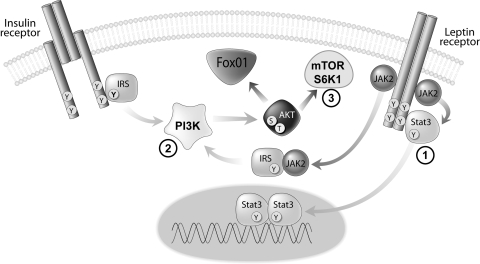 Insulin
receptor
Leptin
receptor
Fox01
mTOR
S6K1
3
JAK2
JAK2
Y
Y
Y
Y
IRS
Y
PI3K
2
AKT
S
T
Y
Y
Y
Y
Stat3
Y
1
IRS
Y
JAK2
Stat3
Y
Stat3
Y